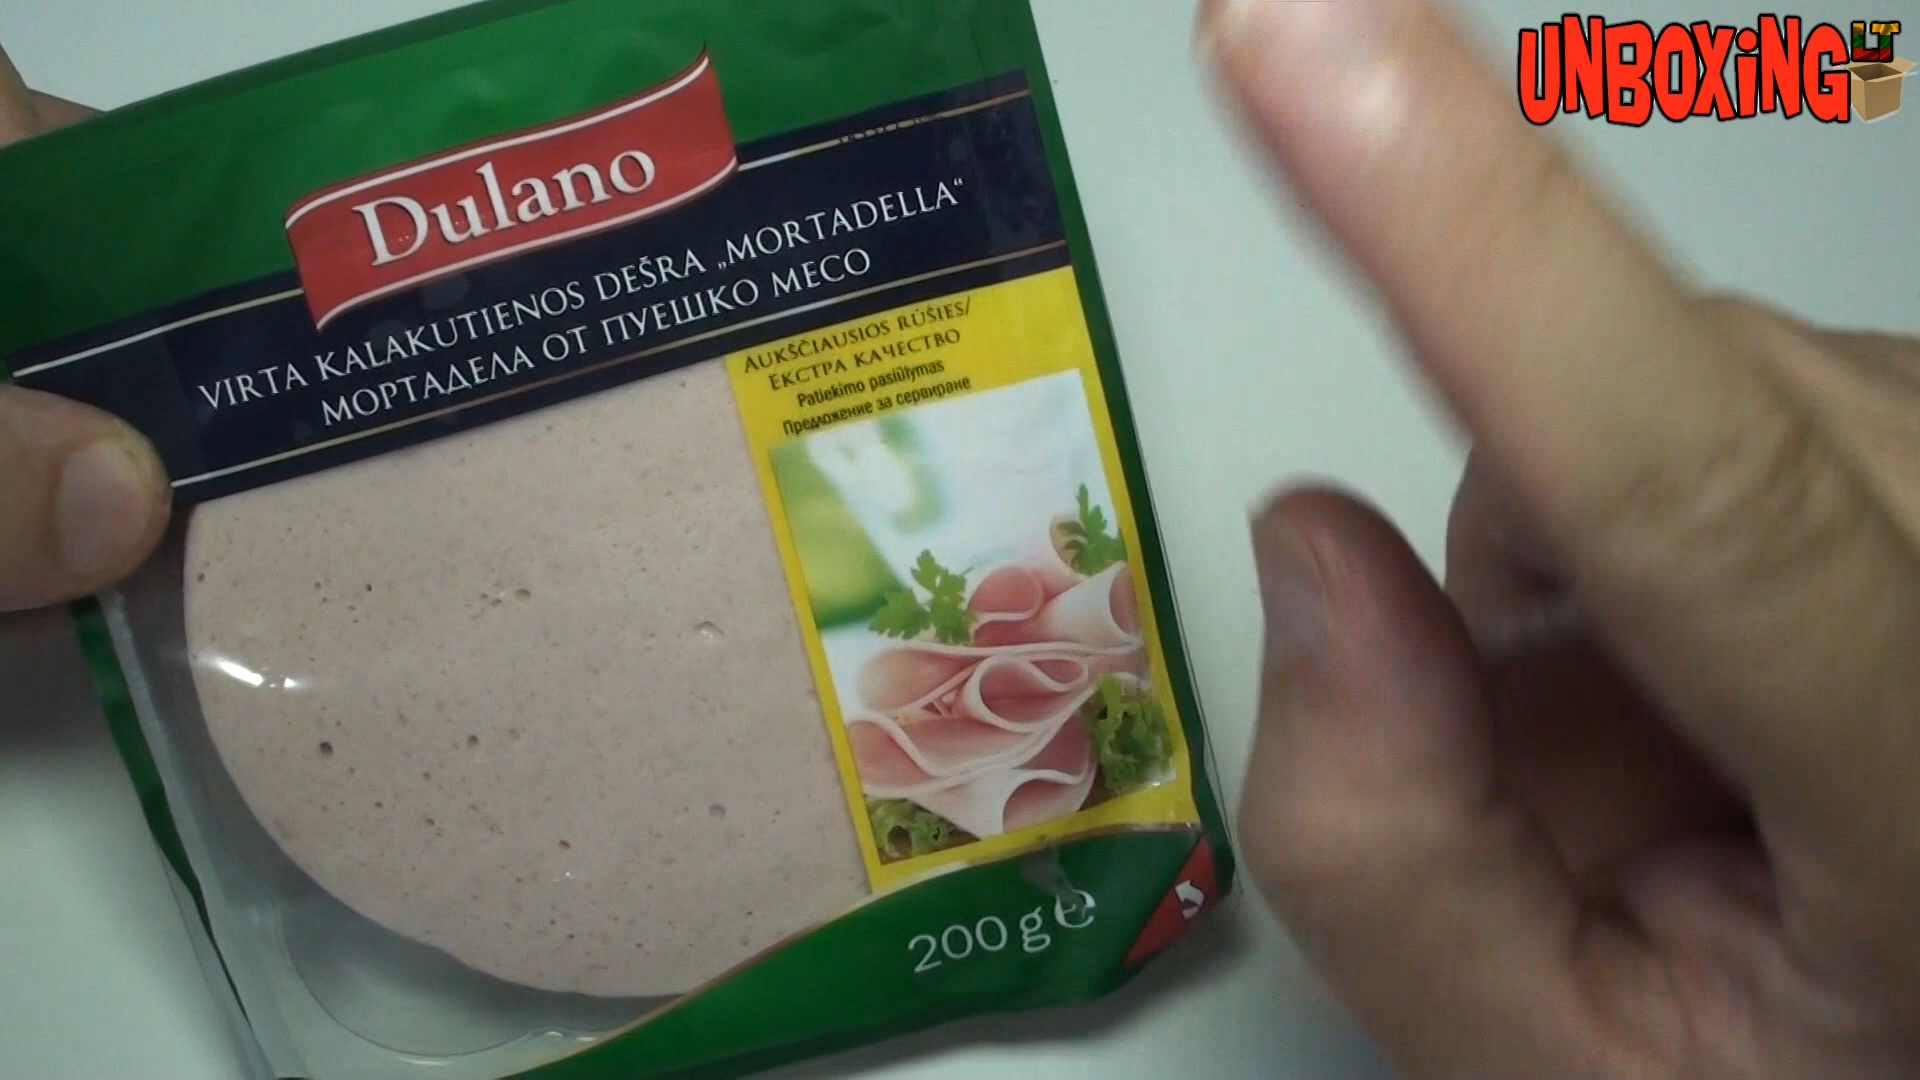 UNBOXiNG LT
Dulano
VIRTA KALAKUTIENOS DEŠRA „MORTADELLA“
МОРТАДЕЛА ОТ ПУЕШКО МЕСО
AUKŠČIAUSIOS RŪŠIES/
ЕКСТРА КАЧЕСТВО
Patiekimo pasiūlymas
Предложение за сервиране
200 g e